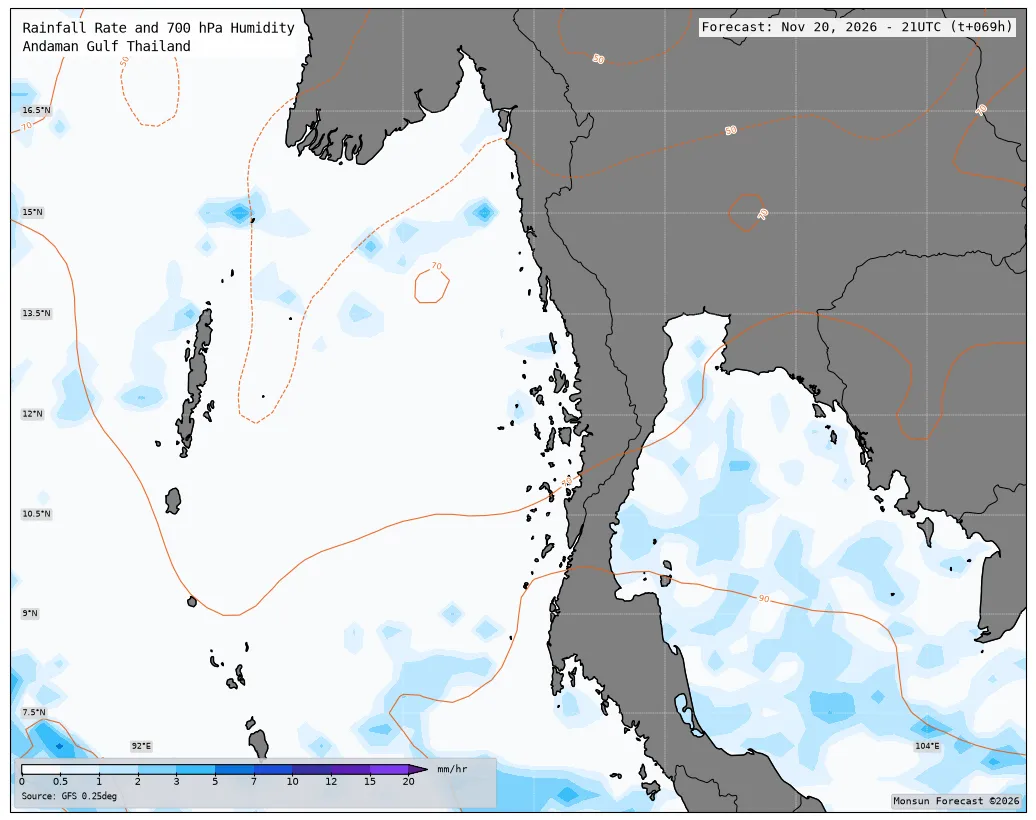 Rainfall Rate and 700 hPa Humidity
Andaman Gulf Thailand
Forecast: Nov 20, 2026 - 21UTC (t+069h)
50
50
70
16.5°N
70
50
15°N
70
70
13.5°N
12°N
10.5°N
90
9°N
7.5°N
92°E
104°E
mm/hr
0.5 1 2 3 5 7 10 12 15 20
Source: GFS 0.25deg
Monsun Forecast ©2026